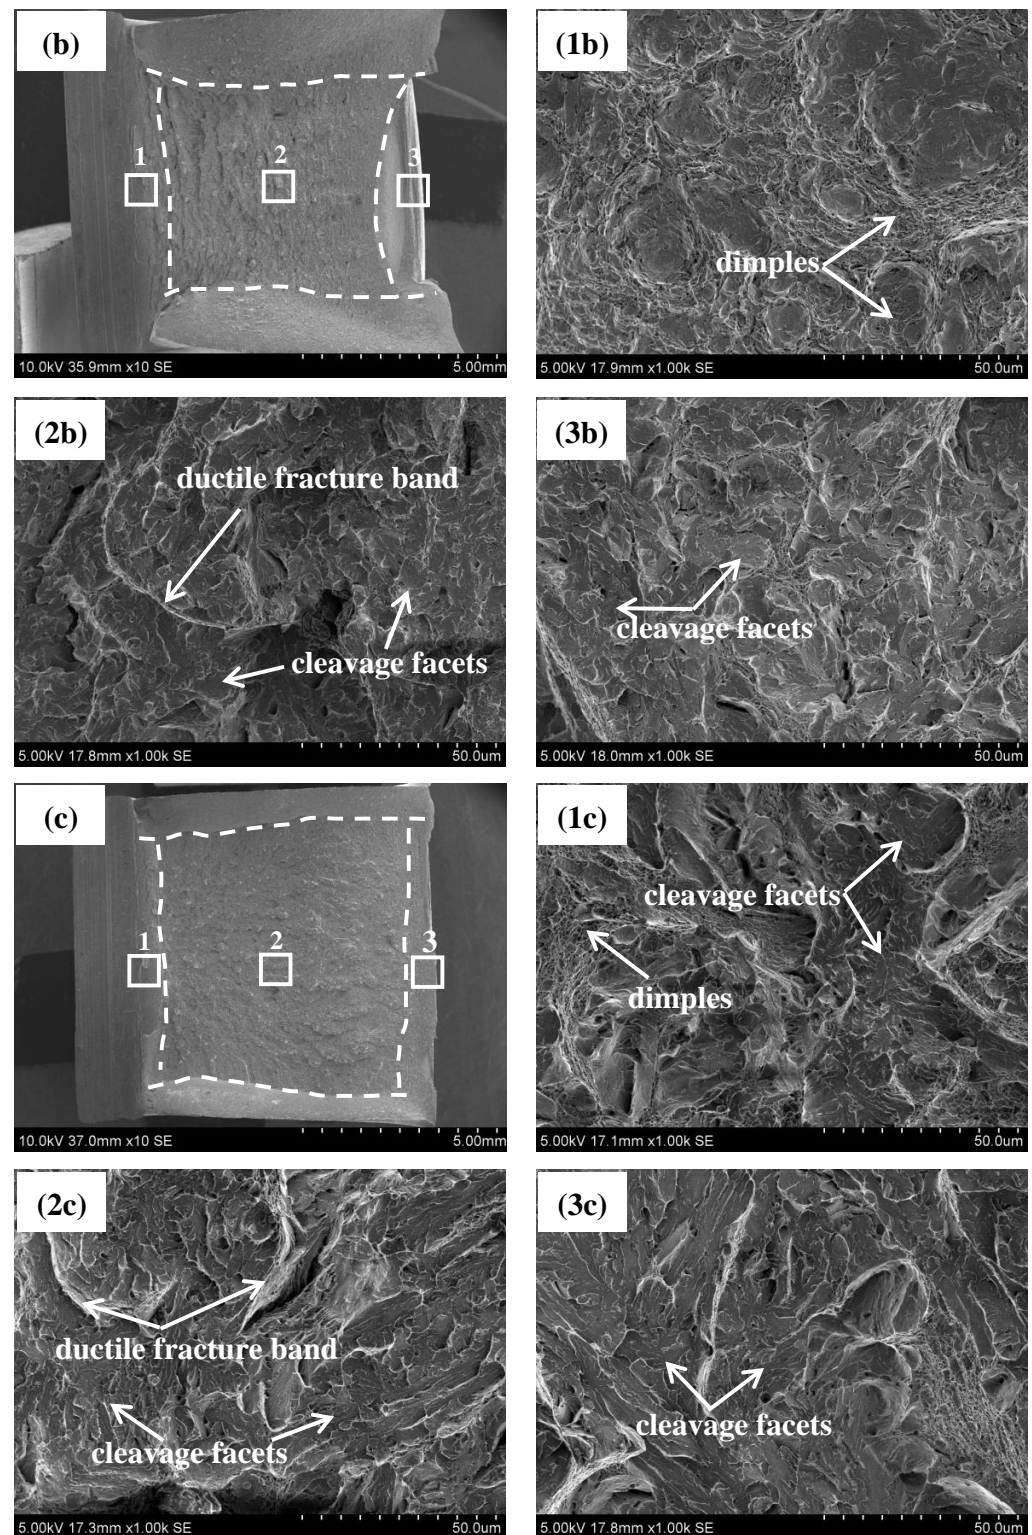 (b)
1
2
3
10.0kV 35.9mm x10 SE
5.00mm
(1b)
dimples
5.00kV 17.9mm x1.00k SE
50.0um
(2b)
ductile fracture band
cleavage facets
5.00kV 17.8mm x1.00k SE
50.0um
(3b)
cleavage facets
5.00kV 18.0mm x1.00k SE
50.0um
(c)
1
2
3
10.0kV 37.0mm x10 SE
5.00mm
(1c)
cleavage facets
dimples
5.00kV 17.1mm x1.00k SE
50.0um
(2c)
ductile fracture band
cleavage facets
5.00kV 17.3mm x1.00k SE
50.0um
(3c)
cleavage facets
5.00kV 17.8mm x1.00k SE
50.0um